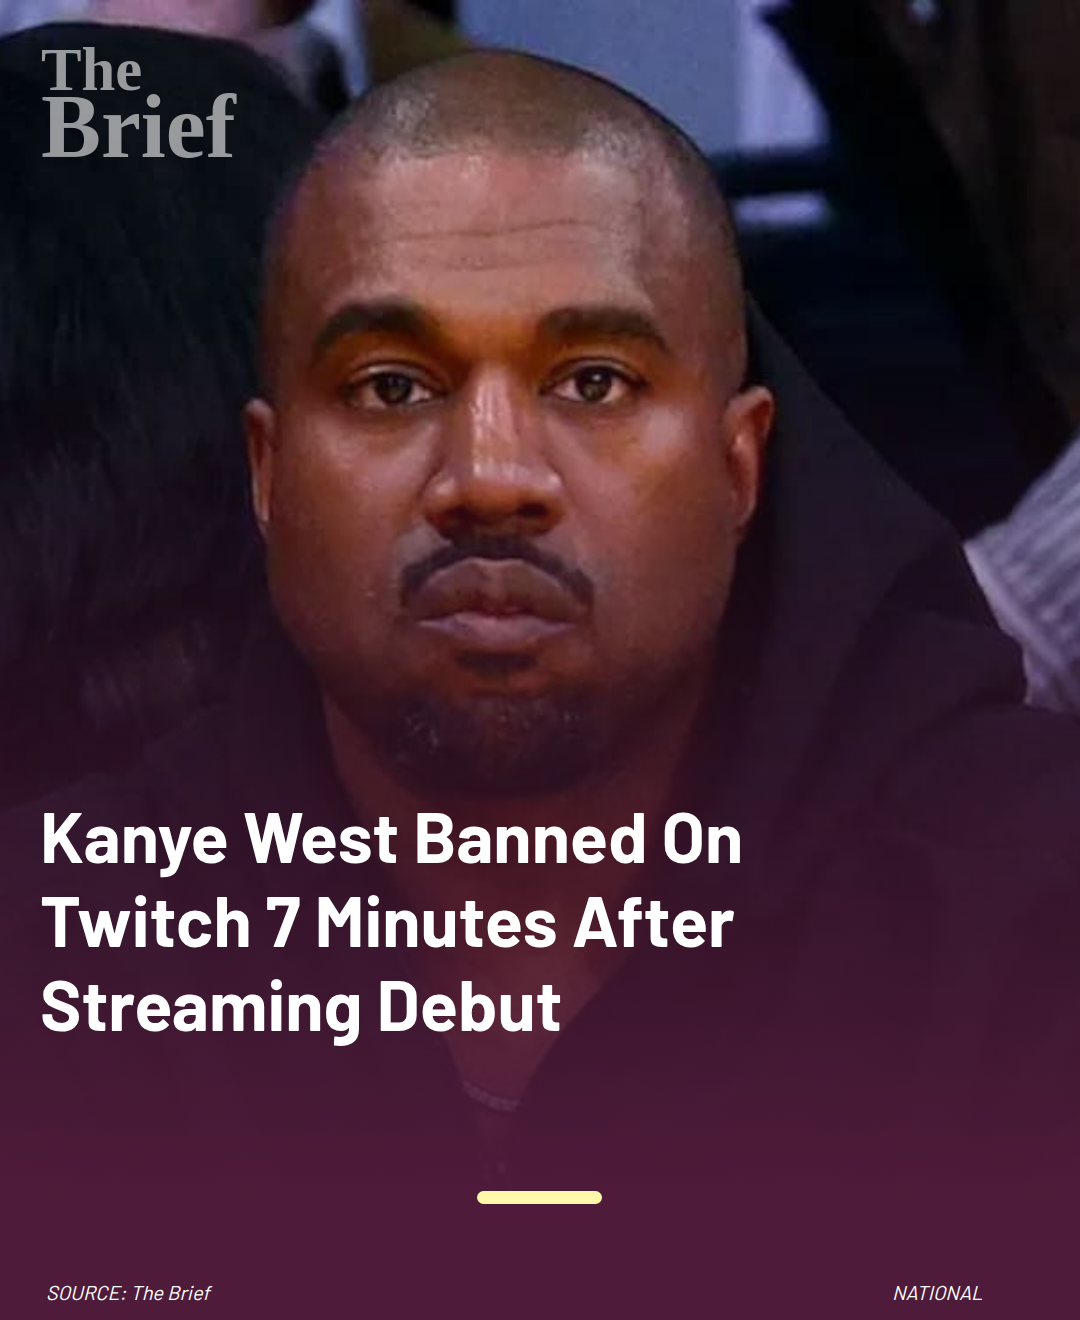 The
Brief
Kanye West Banned On
Twitch 7 Minutes After
Streaming Debut
SOURCE: The Brief
NATIONAL